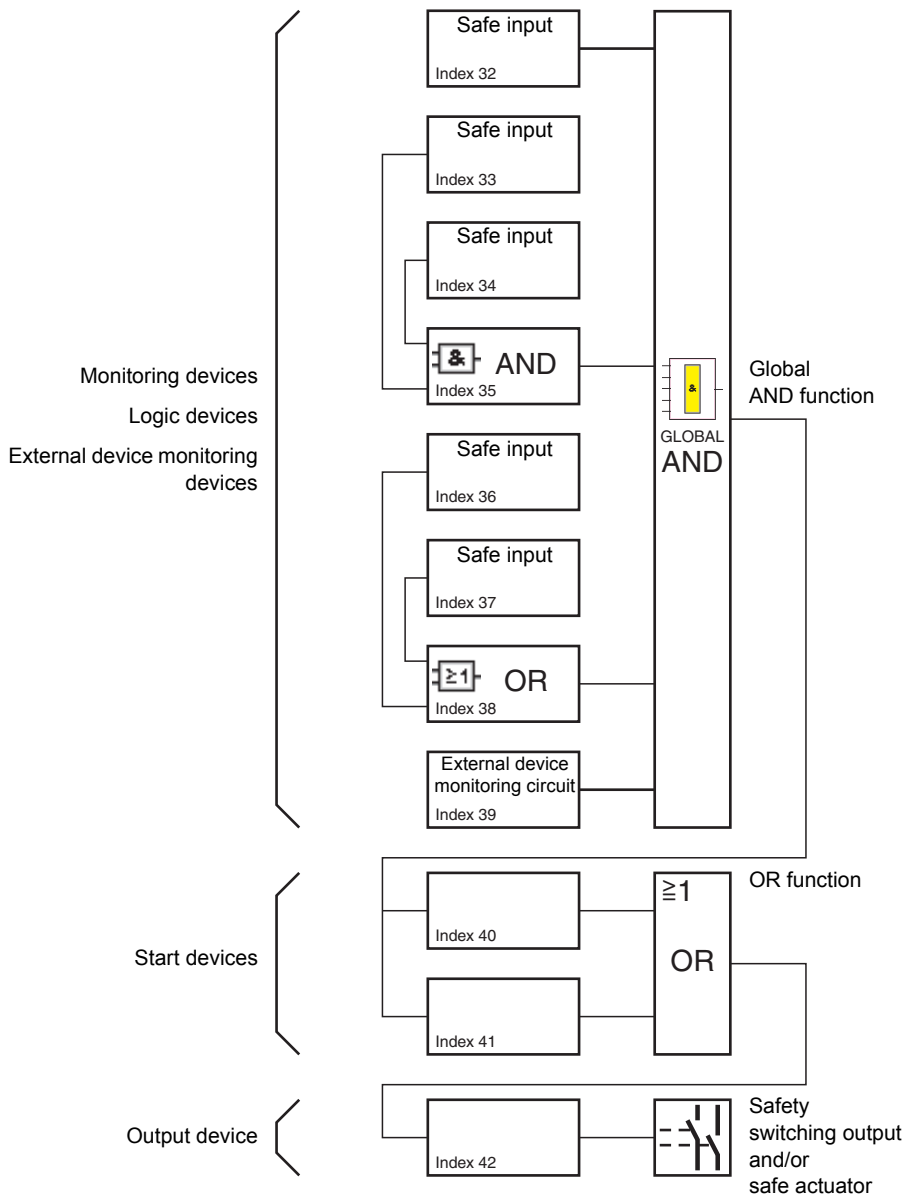 Safe input
Index 32
Safe input
Index 33
Safe input
Index 34
& AND
Index 35
Monitoring devices
Logic devices
External device monitoring
devices
Safe input
Index 36
Safe input
Index 37
≥1 OR
Index 38
External device
monitoring circuit
Index 39
&
GLOBAL
AND
Global
AND function
Start devices
Index 40
Index 41
≧1
OR
OR function
Output device
Index 42
Safety
switching output
and/or
safe actuator